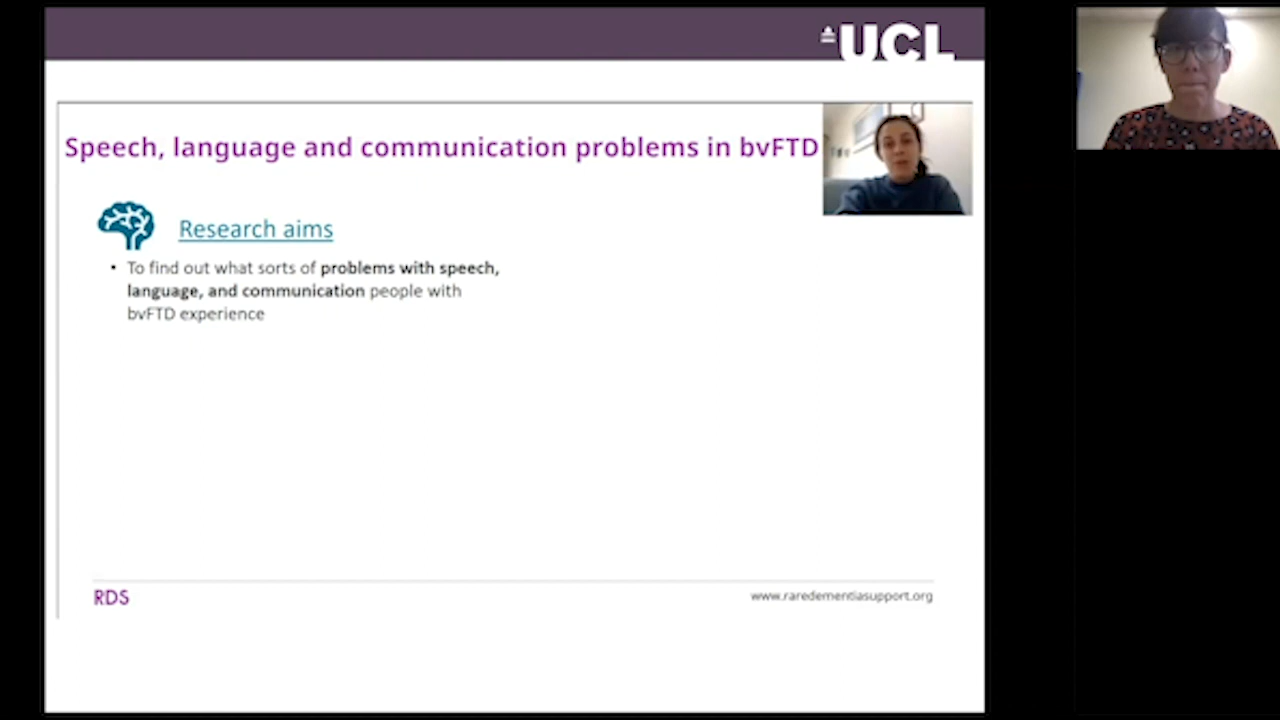 UCL
Speech, language and communication problems in bvFTD
Research aims
• To find out what sorts of problems with speech,
language, and communication people with
bvFTD experience
RDS
www.raredementiasupport.org